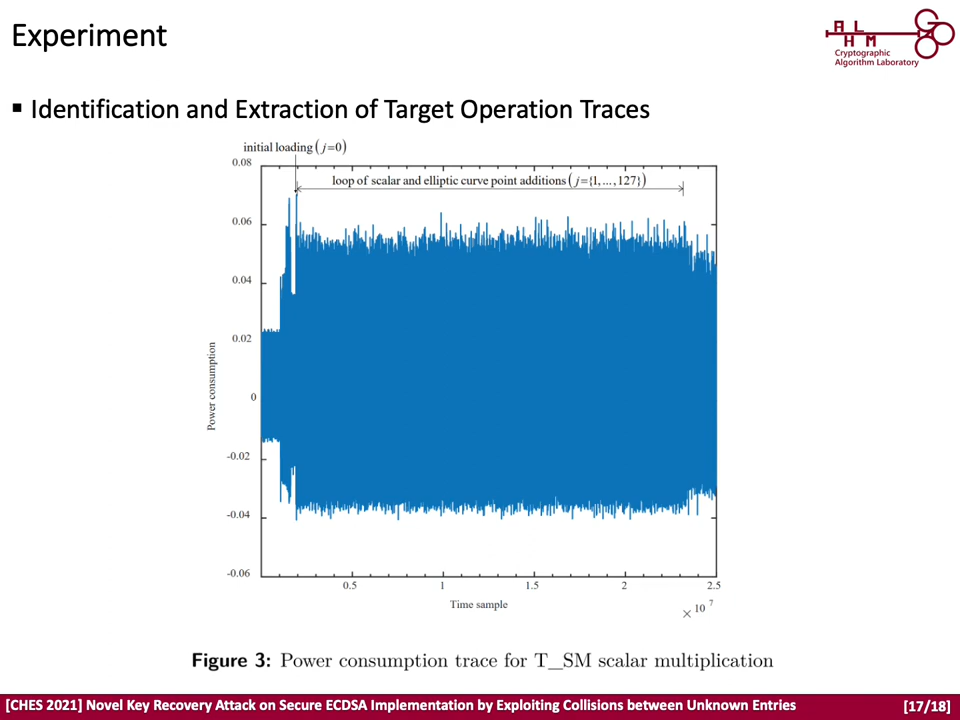 Experiment
A L
H M
Cryptographic
Algorithm Laboratory
▪ Identification and Extraction of Target Operation Traces
initial loading (j=0)
0.08
loop of scalar and elliptic curve point additions (j={1,...,127})
0.06
0.04
0.02
Power consumption
0
-0.02
-0.04
-0.06
0.5
1
1.5
2
2.5
Time sample
× 10 7
Figure 3: Power consumption trace for T_SM scalar multiplication
[CHES 2021] Novel Key Recovery Attack on Secure ECDSA Implementation by Exploiting Collisions between Unknown Entries
[17/18]